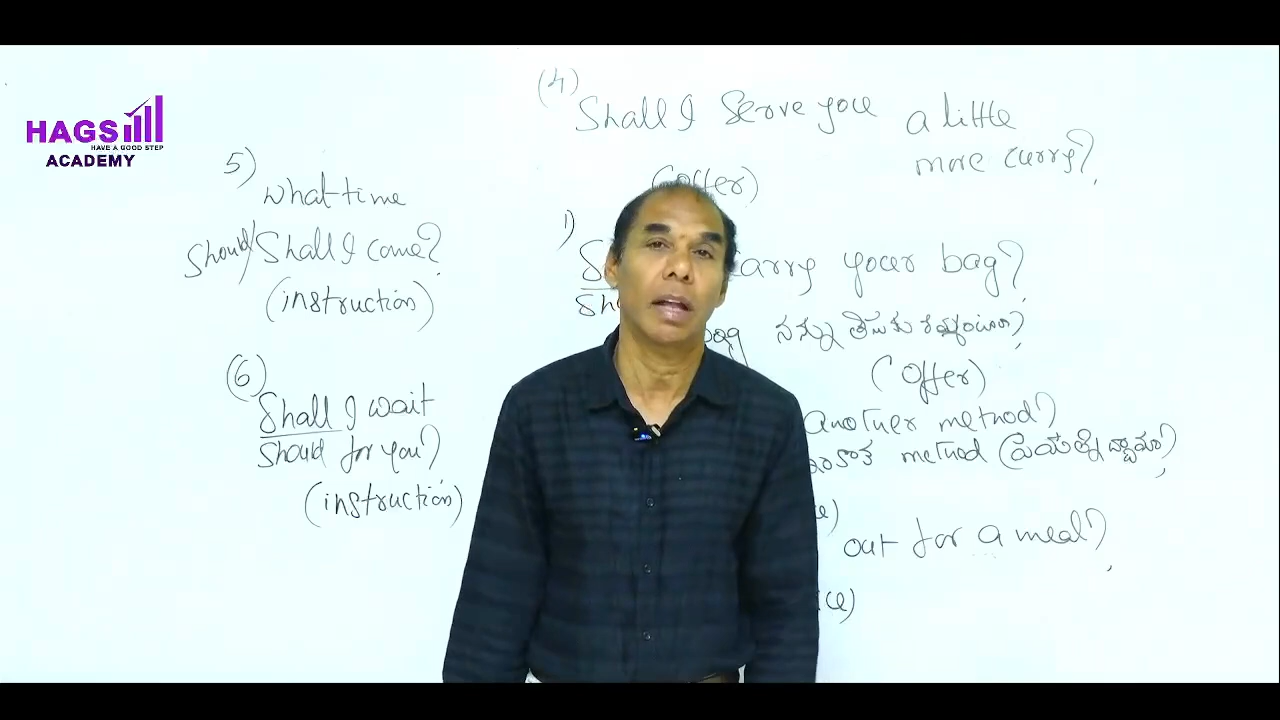 HAGS
HAVE A GOOD STEP
ACADEMY
(4)
Shall I Serve you a little
more curry?
(Offer)
5)
What time
Should/Shall I come?
(instruction)
1)
carry your bag?
నన్ను
(Offer)
(6)
Shall I wait
Should for you?
(instruction)
another method?
method
out for a meal?